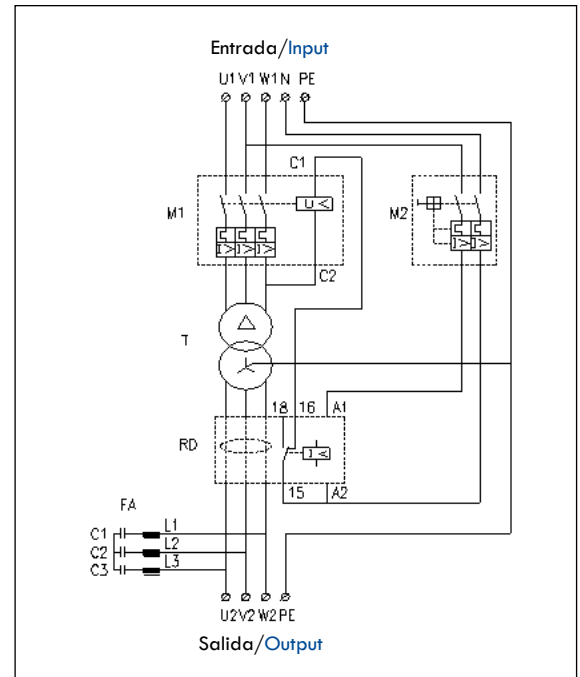 Entrada/Input
U1 V1 W1 N PE
C1
U<
M1
M2
I> I> I>
I> I>
C2
T
18 16 A1
RD
I<
15 A2
FA
C1 L1
C2 L2
C3 L3
U2 V2 W2 PE
Salida/Output